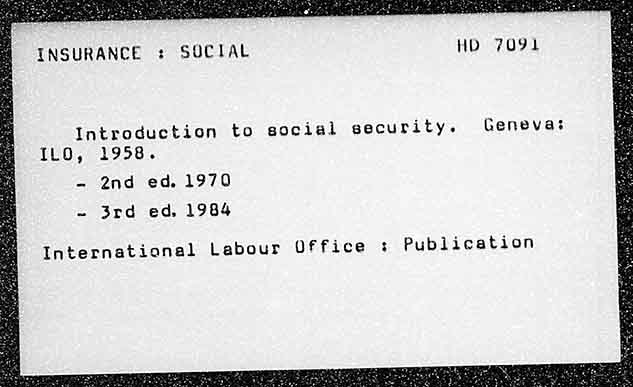 INSURANCE : SOCIAL HD 7091
Introduction to social security. Geneva:
ILO, 1958.
- 2nd ed. 1970
- 3rd ed. 1984
International Labour Office : Publication